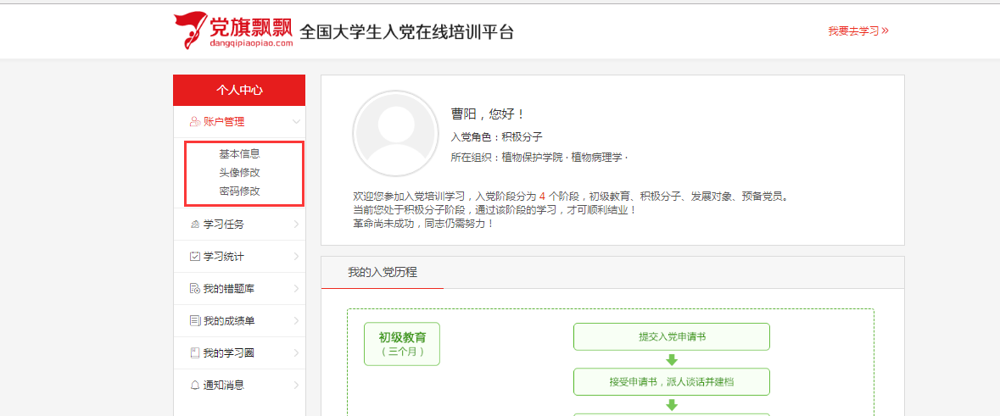 党旗飘飘
dangqipiaopiao.com
全国大学生入党在线培训平台
我要去学习 »
个人中心
账户管理
基本信息
头像修改
密码修改
学习任务
学习统计
我的错题库
我的成绩单
我的学习圈
通知消息
曹阳，您好！
入党角色：积极分子
所在组织：植物保护学院 · 植物病理学 ·
欢迎您参加入党培训学习，入党阶段分为 4 个阶段，初级教育、积极分子、发展对象、预备党员。
当前您处于积极分子阶段，通过该阶段的学习，才可顺利结业！
革命尚未成功，同志仍需努力！
我的入党历程
初级教育
（三个月）
提交入党申请书
接受申请书，派人谈话并建档